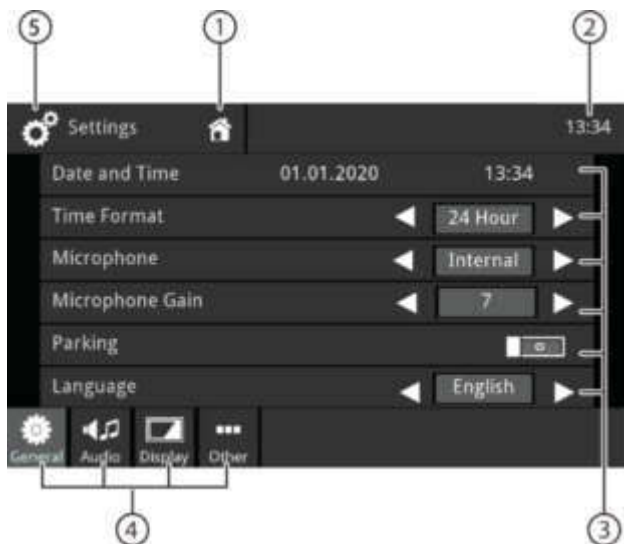 5 1 2
Settings 13:34
Date and Time 01.01.2020 13:34
Time Format 24 Hour
Microphone Internal
Microphone Gain 7
Parking
Language English
General Audio Display Other
4 3